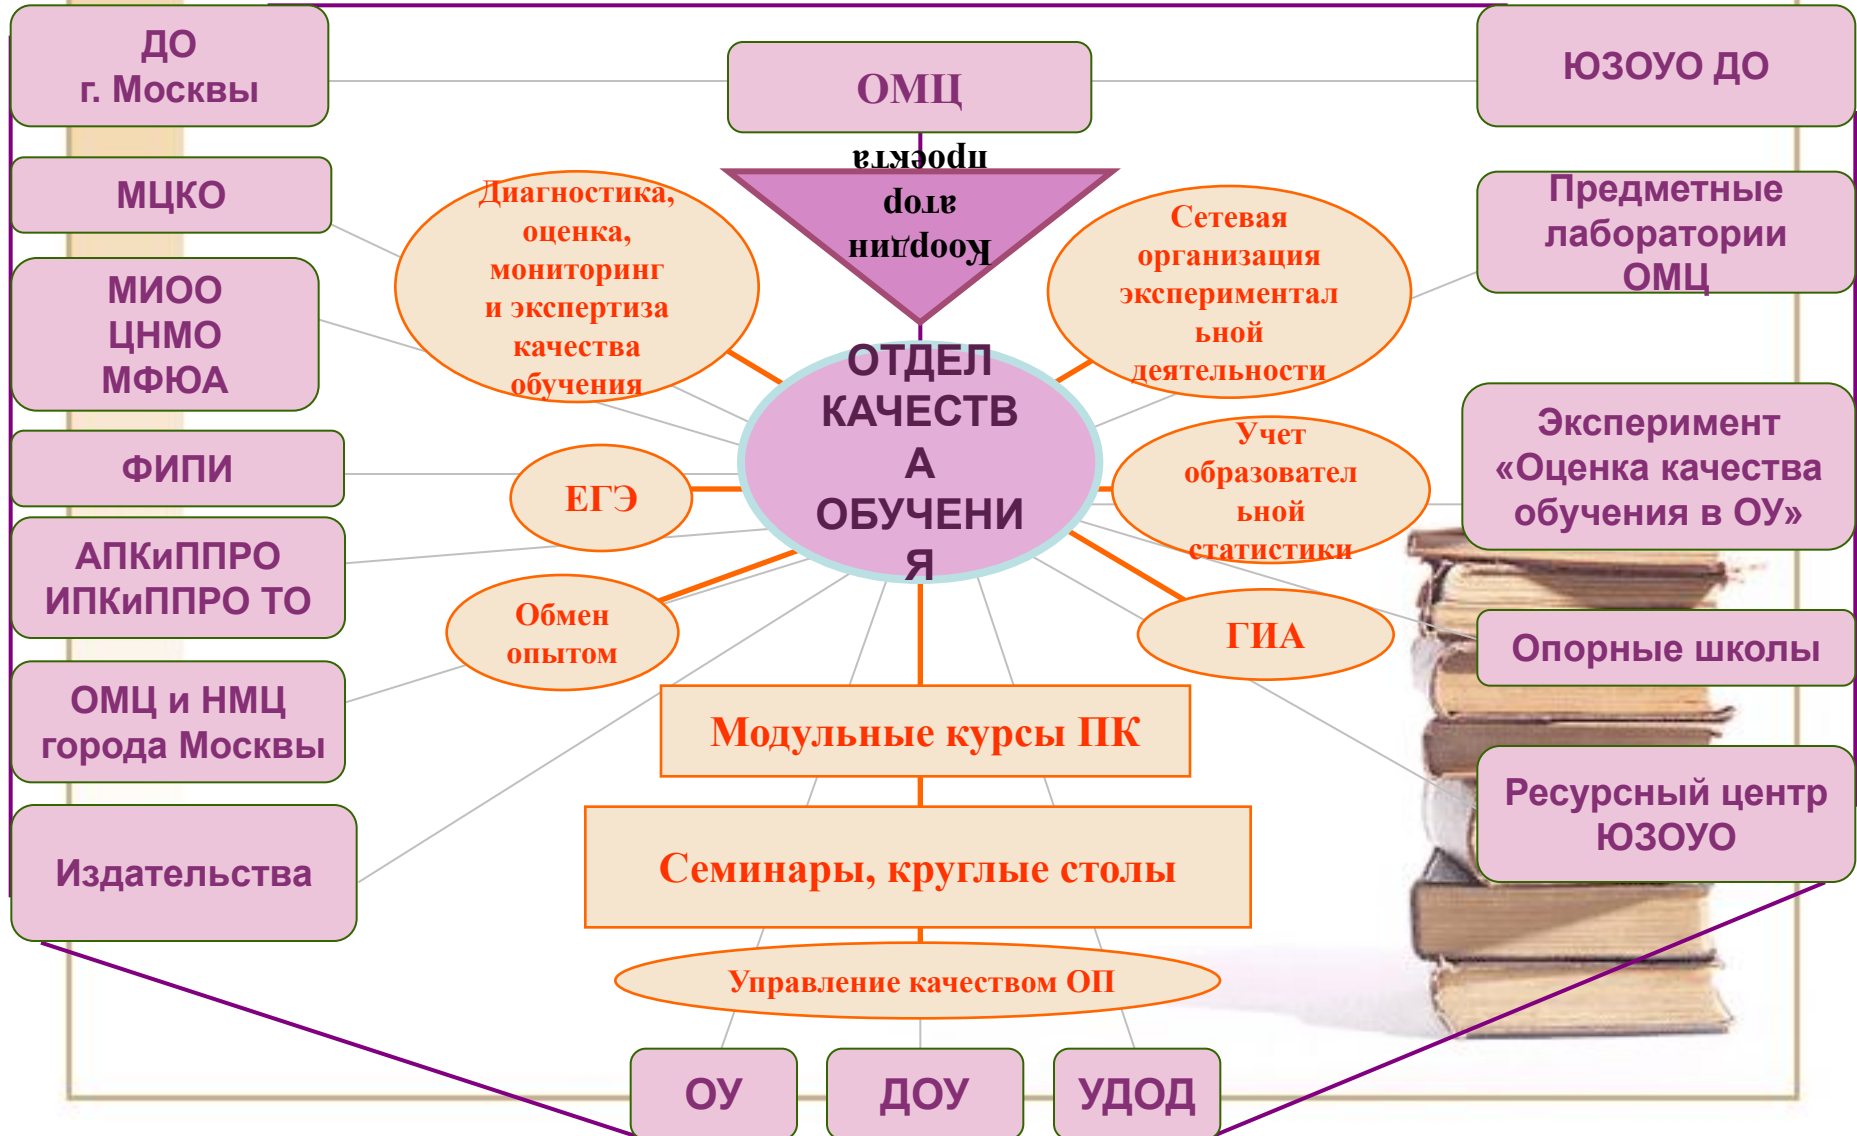 ДО
г. Москвы
ОМЦ
ЮЗОУО ДО
Координ
атор
проекта
МЦКО
Диагностика,
оценка,
мониторинг
и экспертиза
качества
обучения
Сетевая
организация
эксперименталь
ьной
деятельности
Предметные
лаборатории
ОМЦ
МИОО
ЦНМО
МФЮА
ОТДЕЛ
КАЧЕСТВ
А
ОБУЧЕНИ
Я
Эксперимент
«Оценка качества
обучения в ОУ»
ФИПИ
ЕГЭ
Учет
образовател
ьной
статистики
АПКиППРО
ИПКиППРО ТО
Обмен
опытом
ГИА
Опорные школы
ОМЦ и НМЦ
города Москвы
Модульные курсы ПК
Ресурсный центр
ЮЗОУО
Издательства
Семинары, круглые столы
Управление качеством ОП
ОУ
ДОУ
УДОД